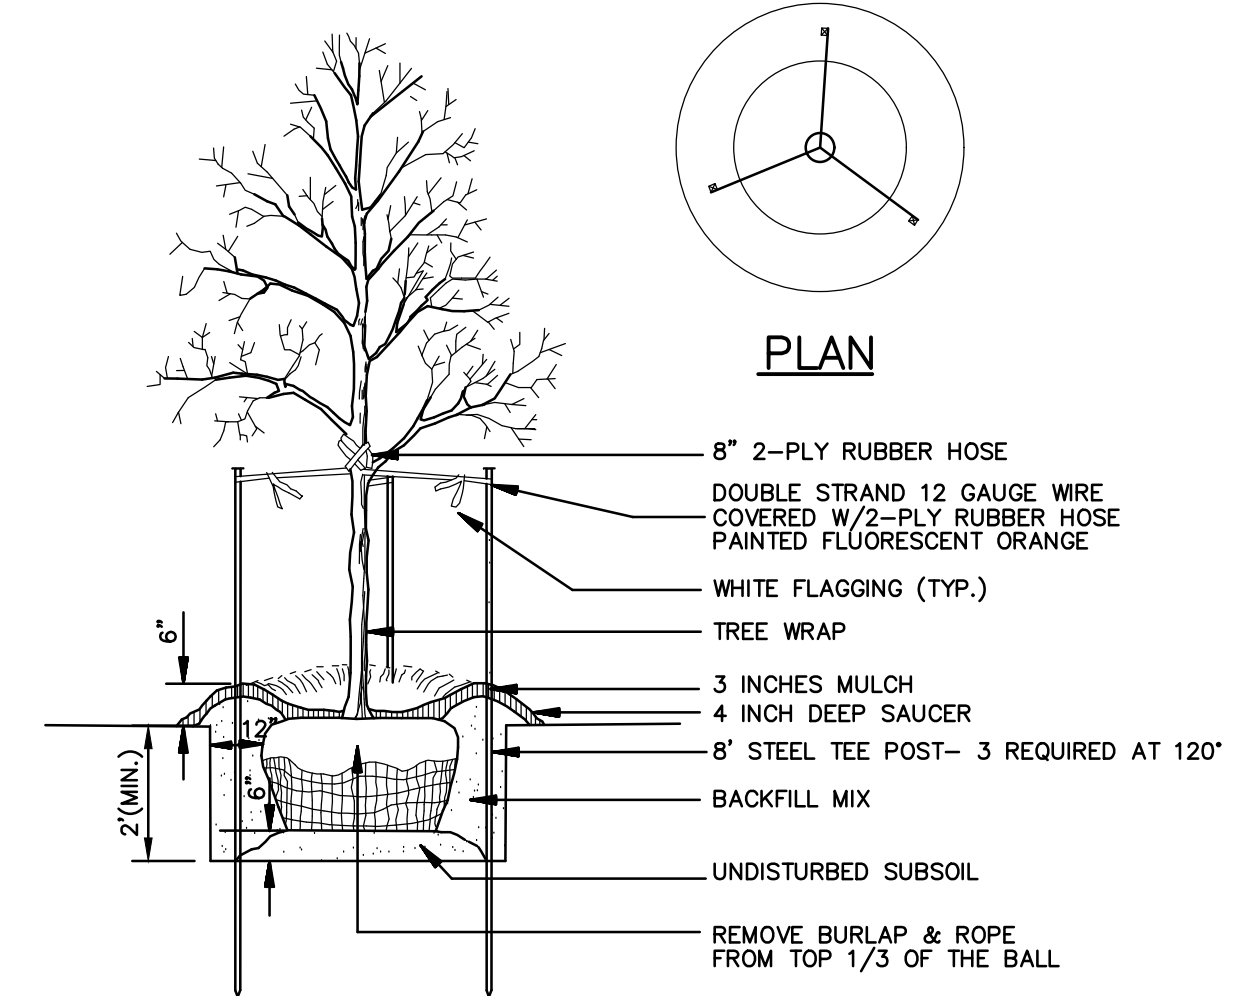 PLAN
8" 2-PLY RUBBER HOSE
DOUBLE STRAND 12 GAUGE WIRE
COVERED W/2-PLY RUBBER HOSE
PAINTED FLUORESCENT ORANGE
WHITE FLAGGING (TYP.)
TREE WRAP
6"
3 INCHES MULCH
4 INCH DEEP SAUCER
12"
8' STEEL TEE POST- 3 REQUIRED AT 120°
2'(MIN.)
6"
BACKFILL MIX
UNDISTURBED SUBSOIL
REMOVE BURLAP & ROPE
FROM TOP 1/3 OF THE BALL